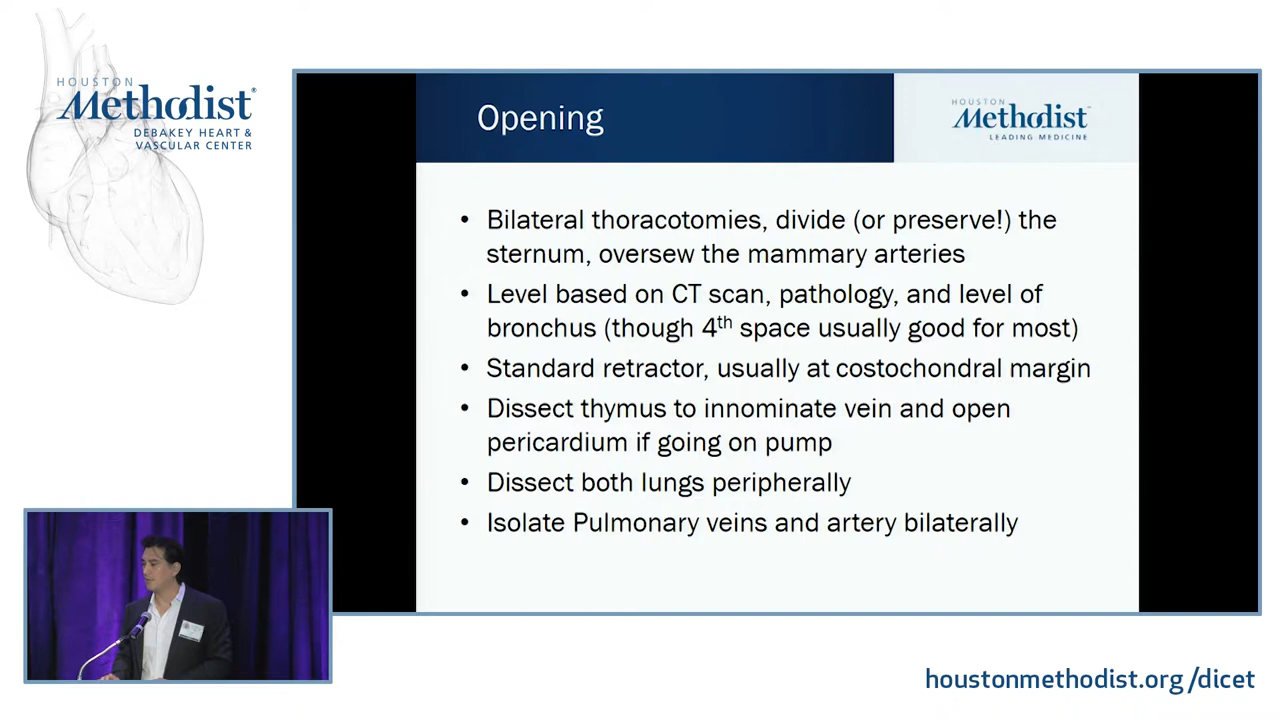 HOUSTON
Methodist®
DEBAKEY HEART &
VASCULAR CENTER
Opening
HOUSTON
Methodist™
LEADING MEDICINE
• Bilateral thoracotomies, divide (or preserve!) the
sternum, oversew the mammary arteries
• Level based on CT scan, pathology, and level of
bronchus (though 4th space usually good for most)
• Standard retractor, usually at costochondral margin
• Dissect thymus to innominate vein and open
pericardium if going on pump
• Dissect both lungs peripherally
• Isolate Pulmonary veins and artery bilaterally
houstonmethodist.org/dicet